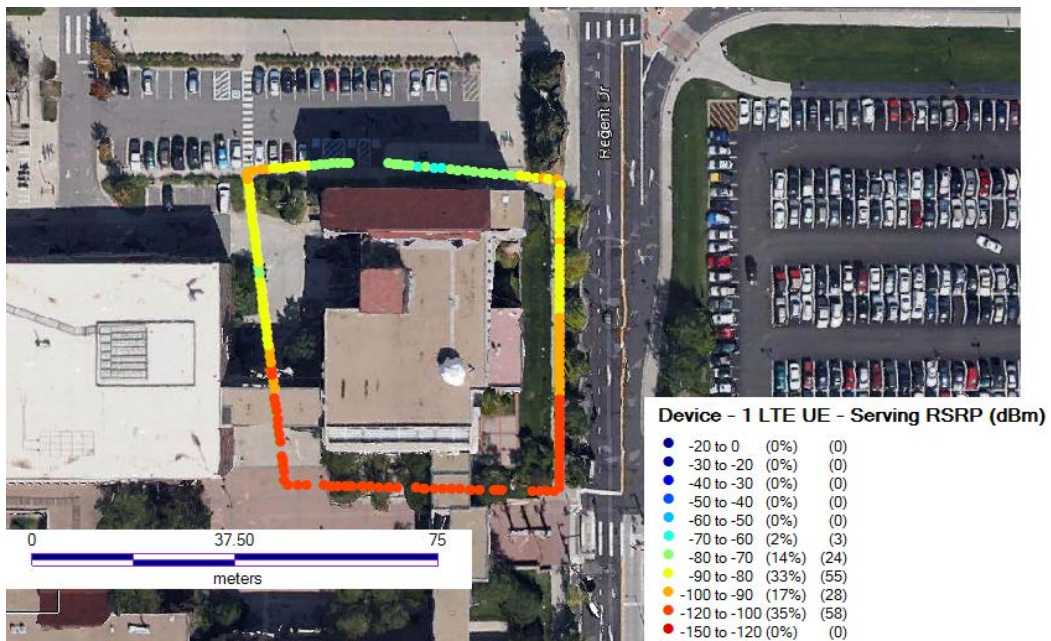 Regent Dr
Device - 1 LTE UE - Serving RSRP (dBm)
-20 to 0 (0%) (0)
-30 to -20 (0%) (0)
-40 to -30 (0%) (0)
-50 to -40 (0%) (0)
-60 to -50 (0%) (0)
-70 to -60 (2%) (3)
-80 to -70 (14%) (24)
-90 to -80 (33%) (55)
-100 to -90 (17%) (28)
-120 to -100 (35%) (58)
-150 to -120 (0%) (0)
0 37.50 75
meters